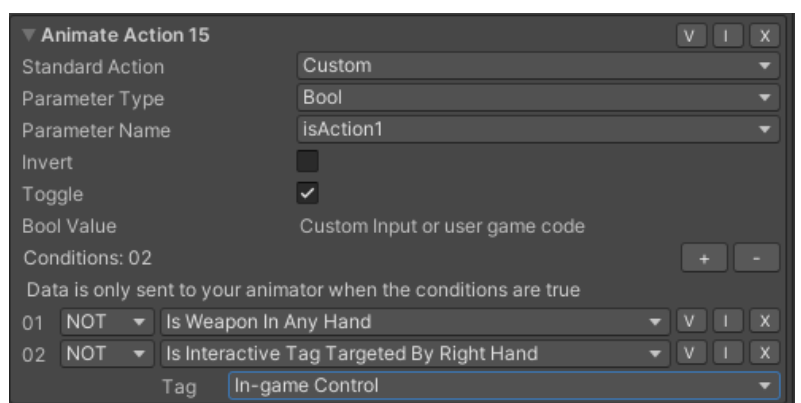 Animate Action 15 V I X
Standard Action Custom
Parameter Type Bool
Parameter Name isAction1
Invert
Toggle
Bool Value Custom Input or user game code
Conditions: 02 + -
Data is only sent to your animator when the conditions are true
01 NOT Is Weapon In Any Hand V I X
02 NOT Is Interactive Tag Targeted By Right Hand V I X
Tag In-game Control